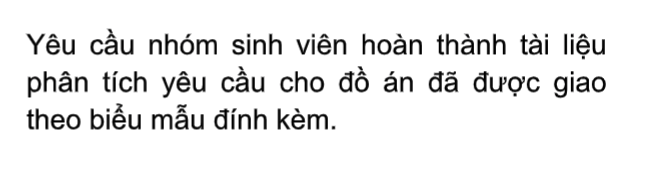 Yêu cầu nhóm sinh viên hoàn thành tài liệu
phân tích yêu cầu cho đồ án đã được giao
theo biểu mẫu đính kèm.